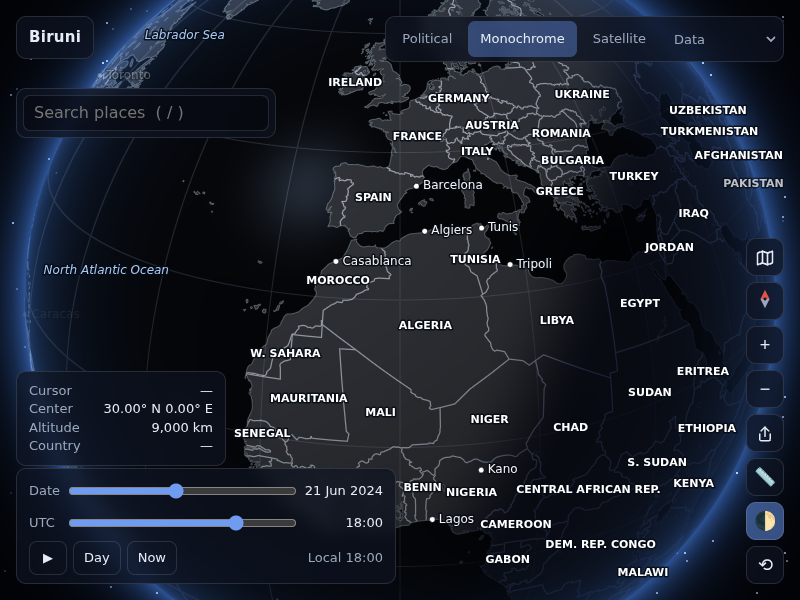 Biruni
Political
Monochrome
Satellite
Data
Search places ( / )
Labrador Sea
Toronto
IRELAND
GERMANY
UKRAINE
UZBEKISTAN
FRANCE
AUSTRIA
ROMANIA
TURKMENISTAN
ITALY
BULGARIA
AFGHANISTAN
TURKEY
PAKISTAN
SPAIN
Barcelona
GREECE
IRAQ
Algiers
Tunis
JORDAN
Casablanca
TUNISIA
Tripoli
North Atlantic Ocean
MOROCCO
EGYPT
Caracas
ALGERIA
LIBYA
W. SAHARA
ERITREA
MAURITANIA
SUDAN
MALI
NIGER
CHAD
ETHIOPIA
SENEGAL
S. SUDAN
Kano
KENYA
BENIN
NIGERIA
CENTRAL AFRICAN REP.
Lagos
CAMEROON
DEM. REP. CONGO
GABON
MALAWI
Cursor —
Center 30.00° N 0.00° E
Altitude 9,000 km
Country —
Date 21 Jun 2024
UTC 18:00
▶ Day Now Local 18:00
+
−
⟲